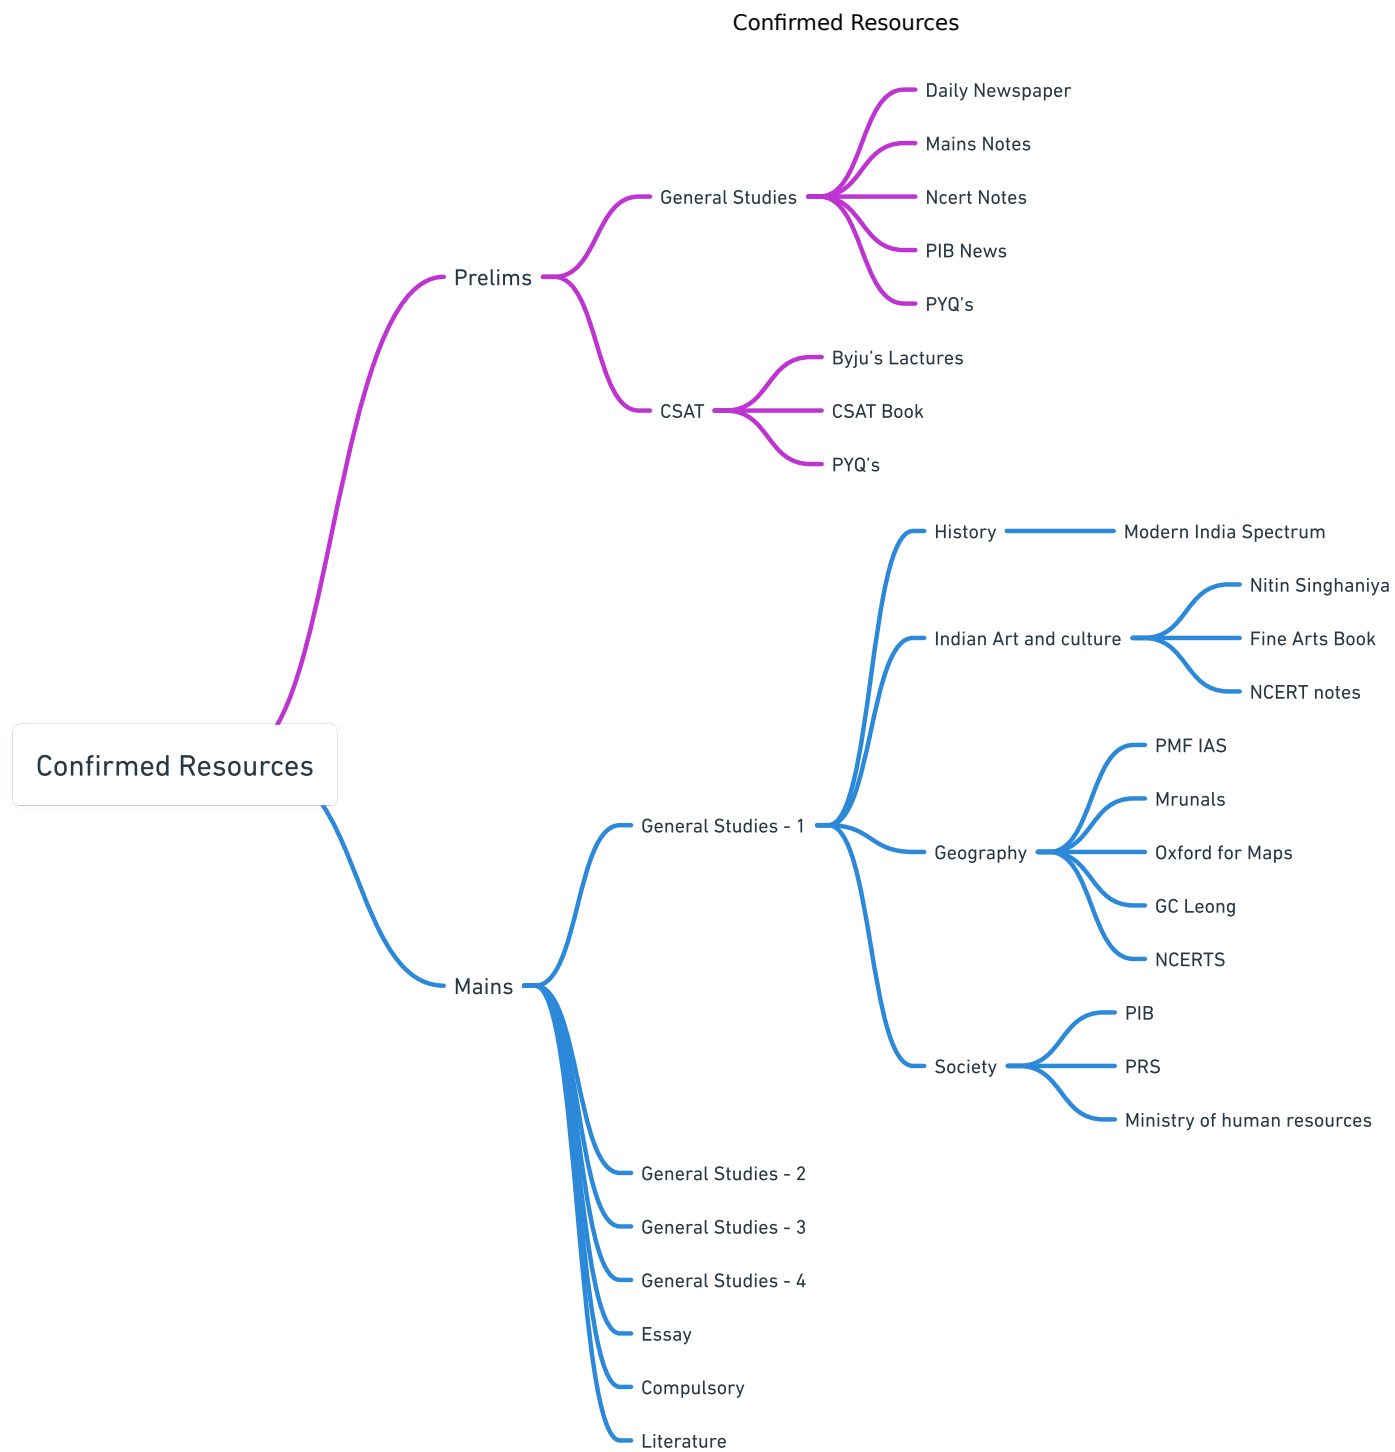 Confirmed Resources
Daily Newspaper
Mains Notes
General Studies
Ncert Notes
PIB News
Prelims
PYQ's
Byju's Lactures
CSAT
CSAT Book
PYQ's
History
Modern India Spectrum
Nitin Singhaniya
Indian Art and culture
Fine Arts Book
NCERT notes
PMF IAS
Confirmed Resources
Mrunals
General Studies - 1
Geography
Oxford for Maps
GC Leong
NCERTS
Mains
PIB
Society
PRS
Ministry of human resources
General Studies - 2
General Studies - 3
General Studies - 4
Essay
Compulsory
Literature